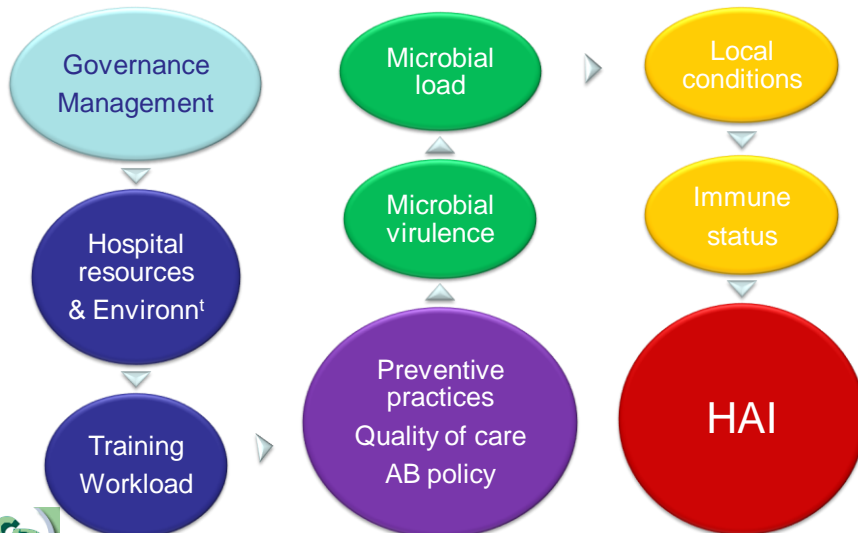 Governance
Management
Hospital
resources
& Environnᵗ
Training
Workload
Preventive
practices
Quality of care
AB policy
Microbial
virulence
Microbial
load
Local
conditions
Immune
status
HAI